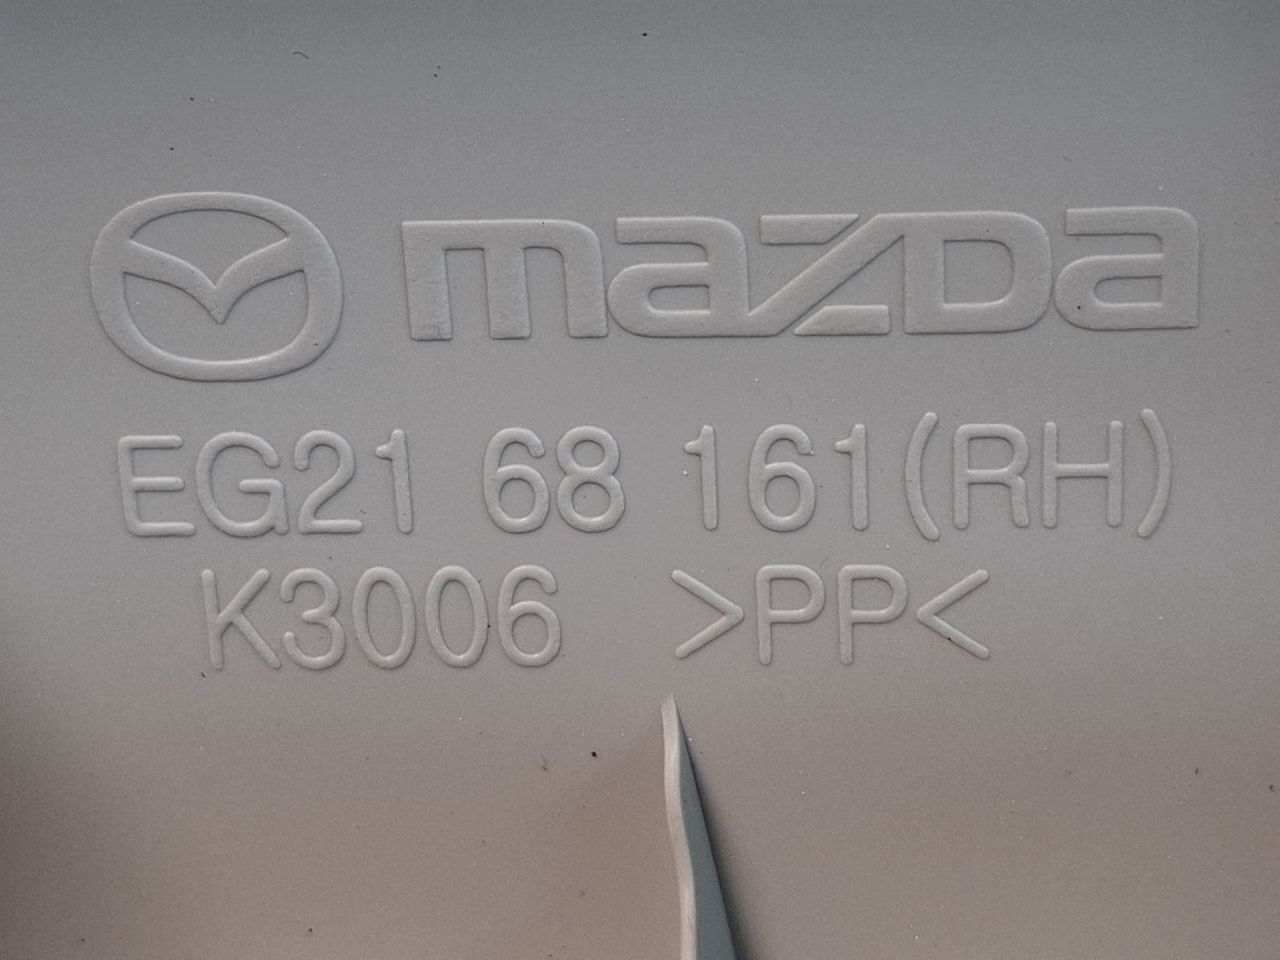 mazda
EG21 68 161(RH)
K3006 >PP<